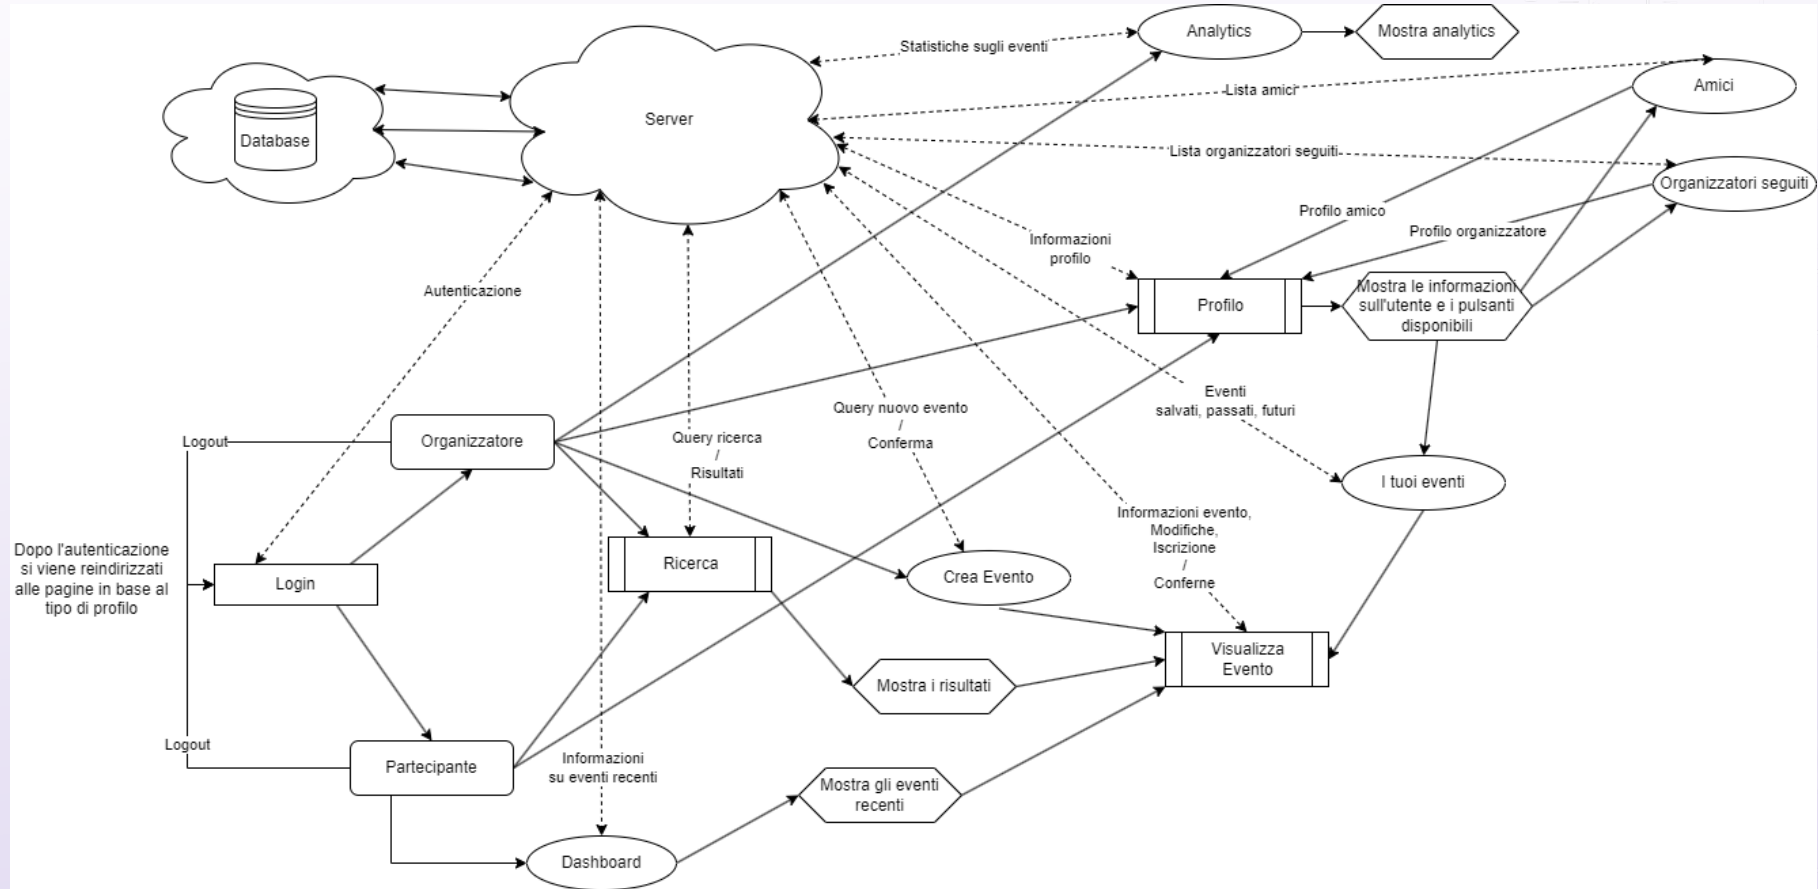 Analytics
Mostra analytics
Statistiche sugli eventi
Amici
Lista amici
Server
Database
Lista organizzatori seguiti
Organizzatori seguiti
Profilo amico
Profilo organizzatore
Informazioni
profilo
Autenticazione
Profilo
Mostra le informazioni
sull'utente e i pulsanti
disponibili
Eventi
salvati, passati, futuri
Query nuovo evento
/
Conferma
Logout
Organizzatore
Query ricerca
/
Risultati
I tuoi eventi
Informazioni evento,
Modifiche,
Iscrizione
/
Conferne
Dopo l'autenticazione
si viene reindirizzati
alle pagine in base al
tipo di profilo
Login
Ricerca
Crea Evento
Visualizza
Evento
Mostra i risultati
Logout
Partecipante
Informazioni
su eventi recenti
Mostra gli eventi
recenti
Dashboard